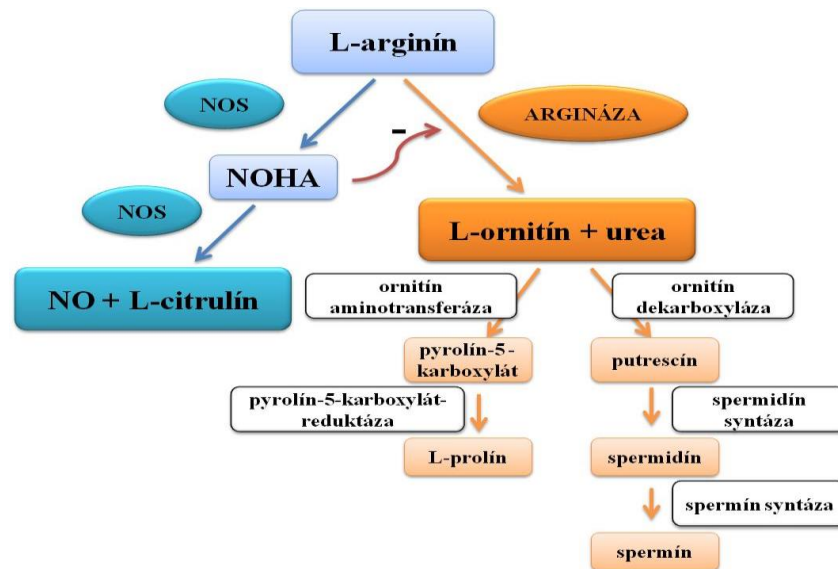 L-arginín
NOS
ARGINÁZA
-
NOHA
NOS
L-ornitín + urea
NO + L-citrulín
ornitín
aminotransferáza
ornitín
dekarboxyláza
pyrolín-5-
karboxylát
putrescín
pyrolín-5-karboxylát-
reduktáza
spermidín
syntáza
L-prolín
spermidín
spermín syntáza
spermín